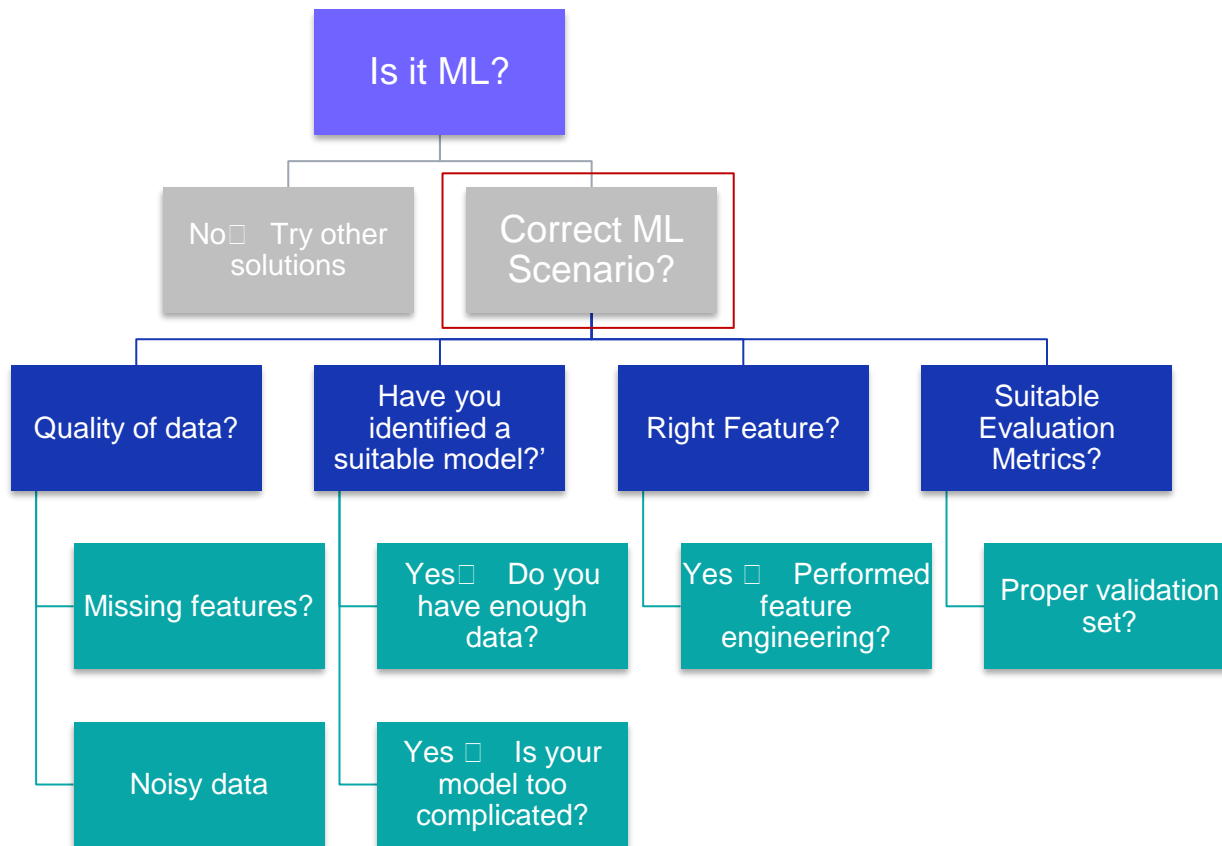 Is it ML?
No□ Try other
solutions
Correct ML
Scenario?
Quality of data?
Have you
identified a
suitable model?’
Right Feature?
Suitable
Evaluation
Metrics?
Missing features?
Yes□ Do you
have enough
data?
Yes □ Performed
feature
engineering?
Proper validation
set?
Noisy data
Yes □ Is your
model too
complicated?